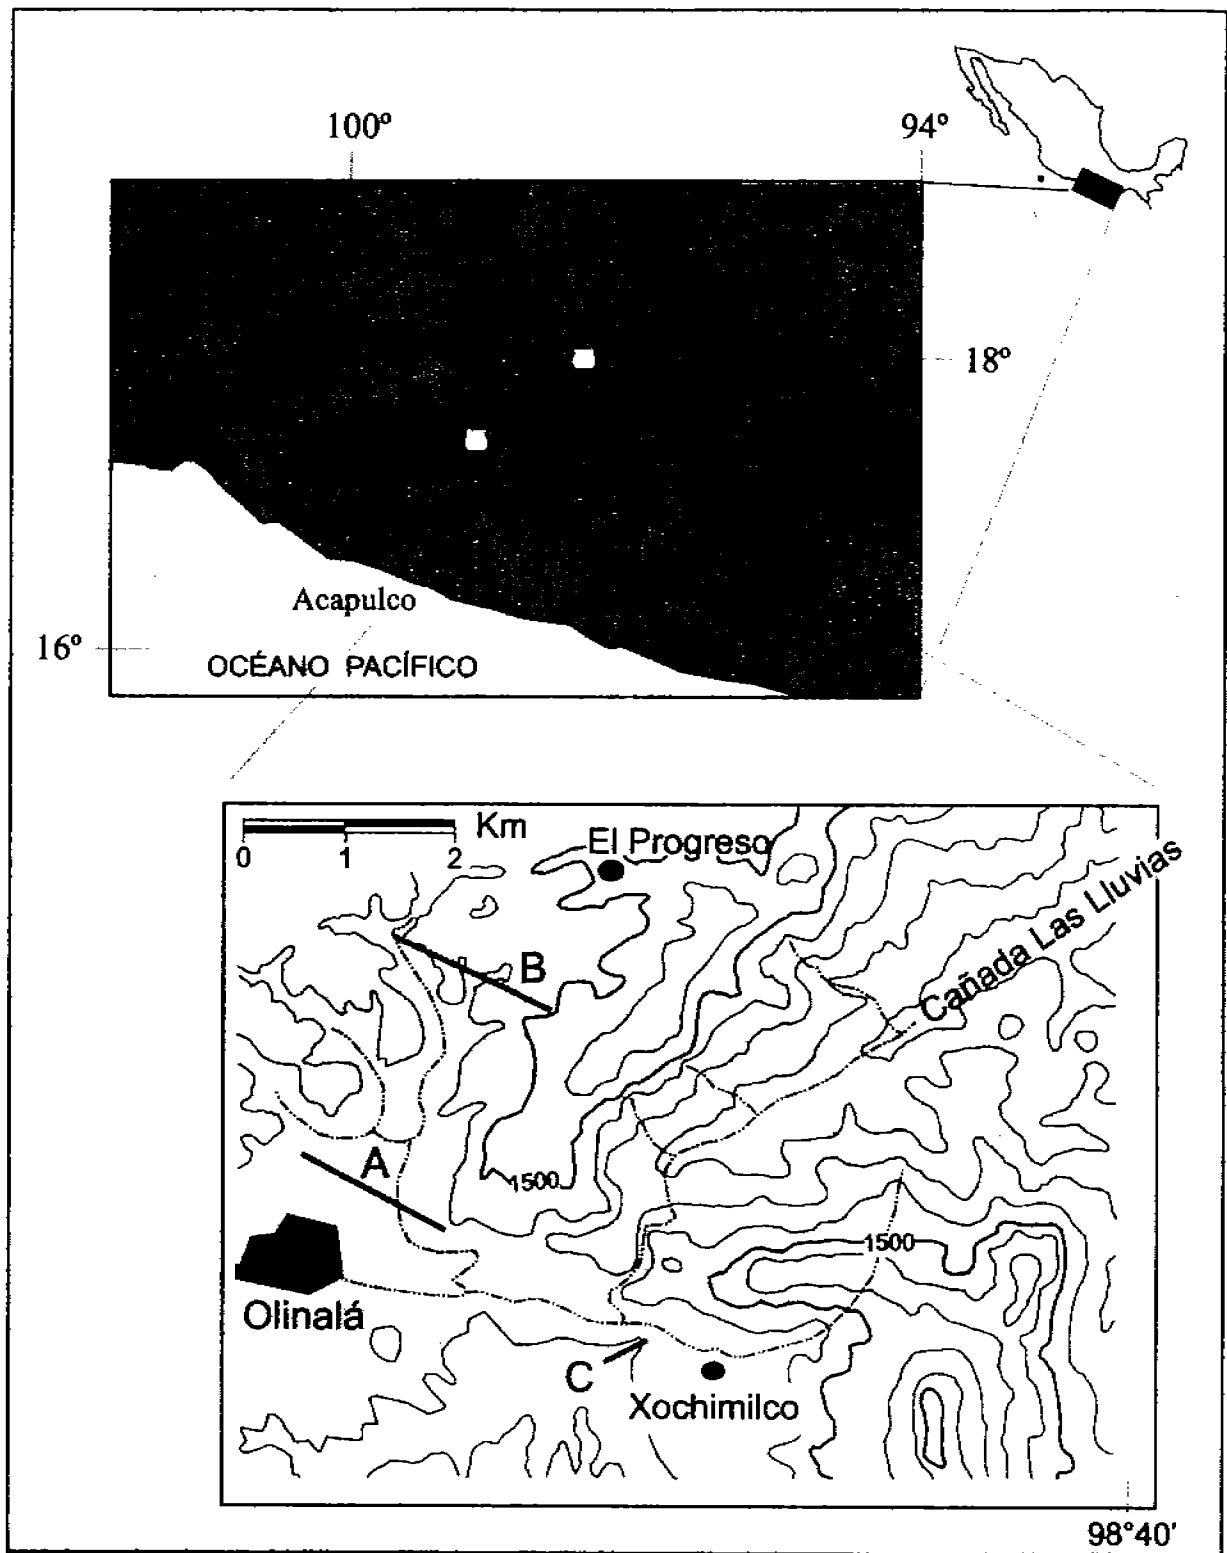 100º
94º
18º
Acapulco
16º
OCÉANO PACÍFICO
Km
0 1 2
El Progreso
Cañada Las Lluvias
B
A
1500
1500
Olinalá
C
Xochimilco
98°40'